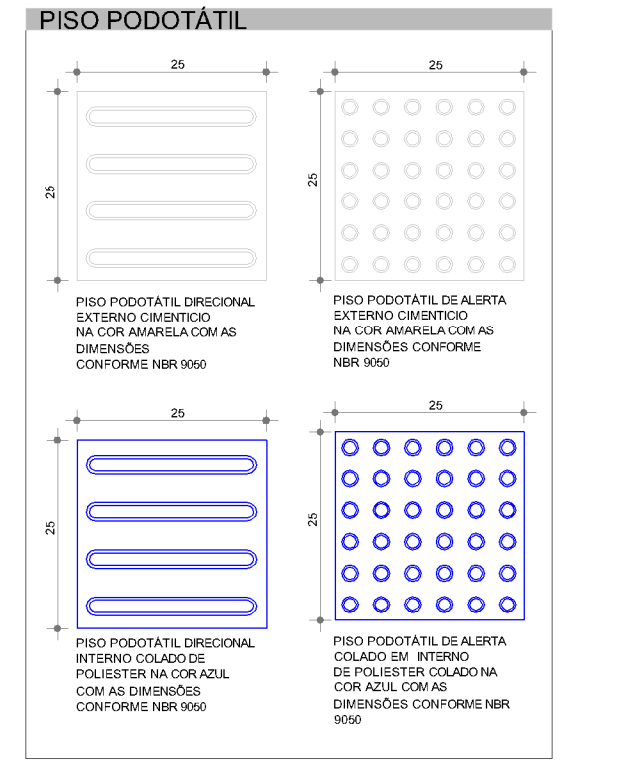 PISO PODOTÁTIL
25
25
25
25
PISO PODOTÁTIL DIRECIONAL
EXTERNO CIMENTICIO
NA COR AMARELA COM AS
DIMENSÕES
CONFORME NBR 9050
PISO PODOTÁTIL DE ALERTA
EXTERNO CIMENTICIO
NA COR AMARELA COM AS
DIMENSÕES CONFORME
NBR 9050
25
25
25
25
PISO PODOTÁTIL DIRECIONAL
INTERNO COLADO DE
POLIESTER NA COR AZUL
COM AS DIMENSÕES
CONFORME NBR 9050
PISO PODOTÁTIL DE ALERTA
COLADO EM INTERNO
DE POLIESTER COLADO NA
COR AZUL COM AS
DIMENSÕES CONFORME NBR
9050